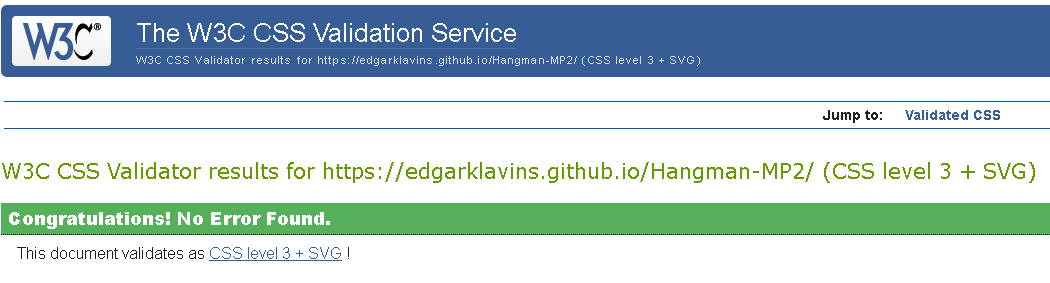 W3C®
The W3C CSS Validation Service
W3C CSS Validator results for https://edgarklavins.github.io/Hangman-MP2/ (CSS level 3 + SVG)
Jump to: Validated CSS
W3C CSS Validator results for https://edgarklavins.github.io/Hangman-MP2/ (CSS level 3 + SVG)
Congratulations! No Error Found.
This document validates as CSS level 3 + SVG !